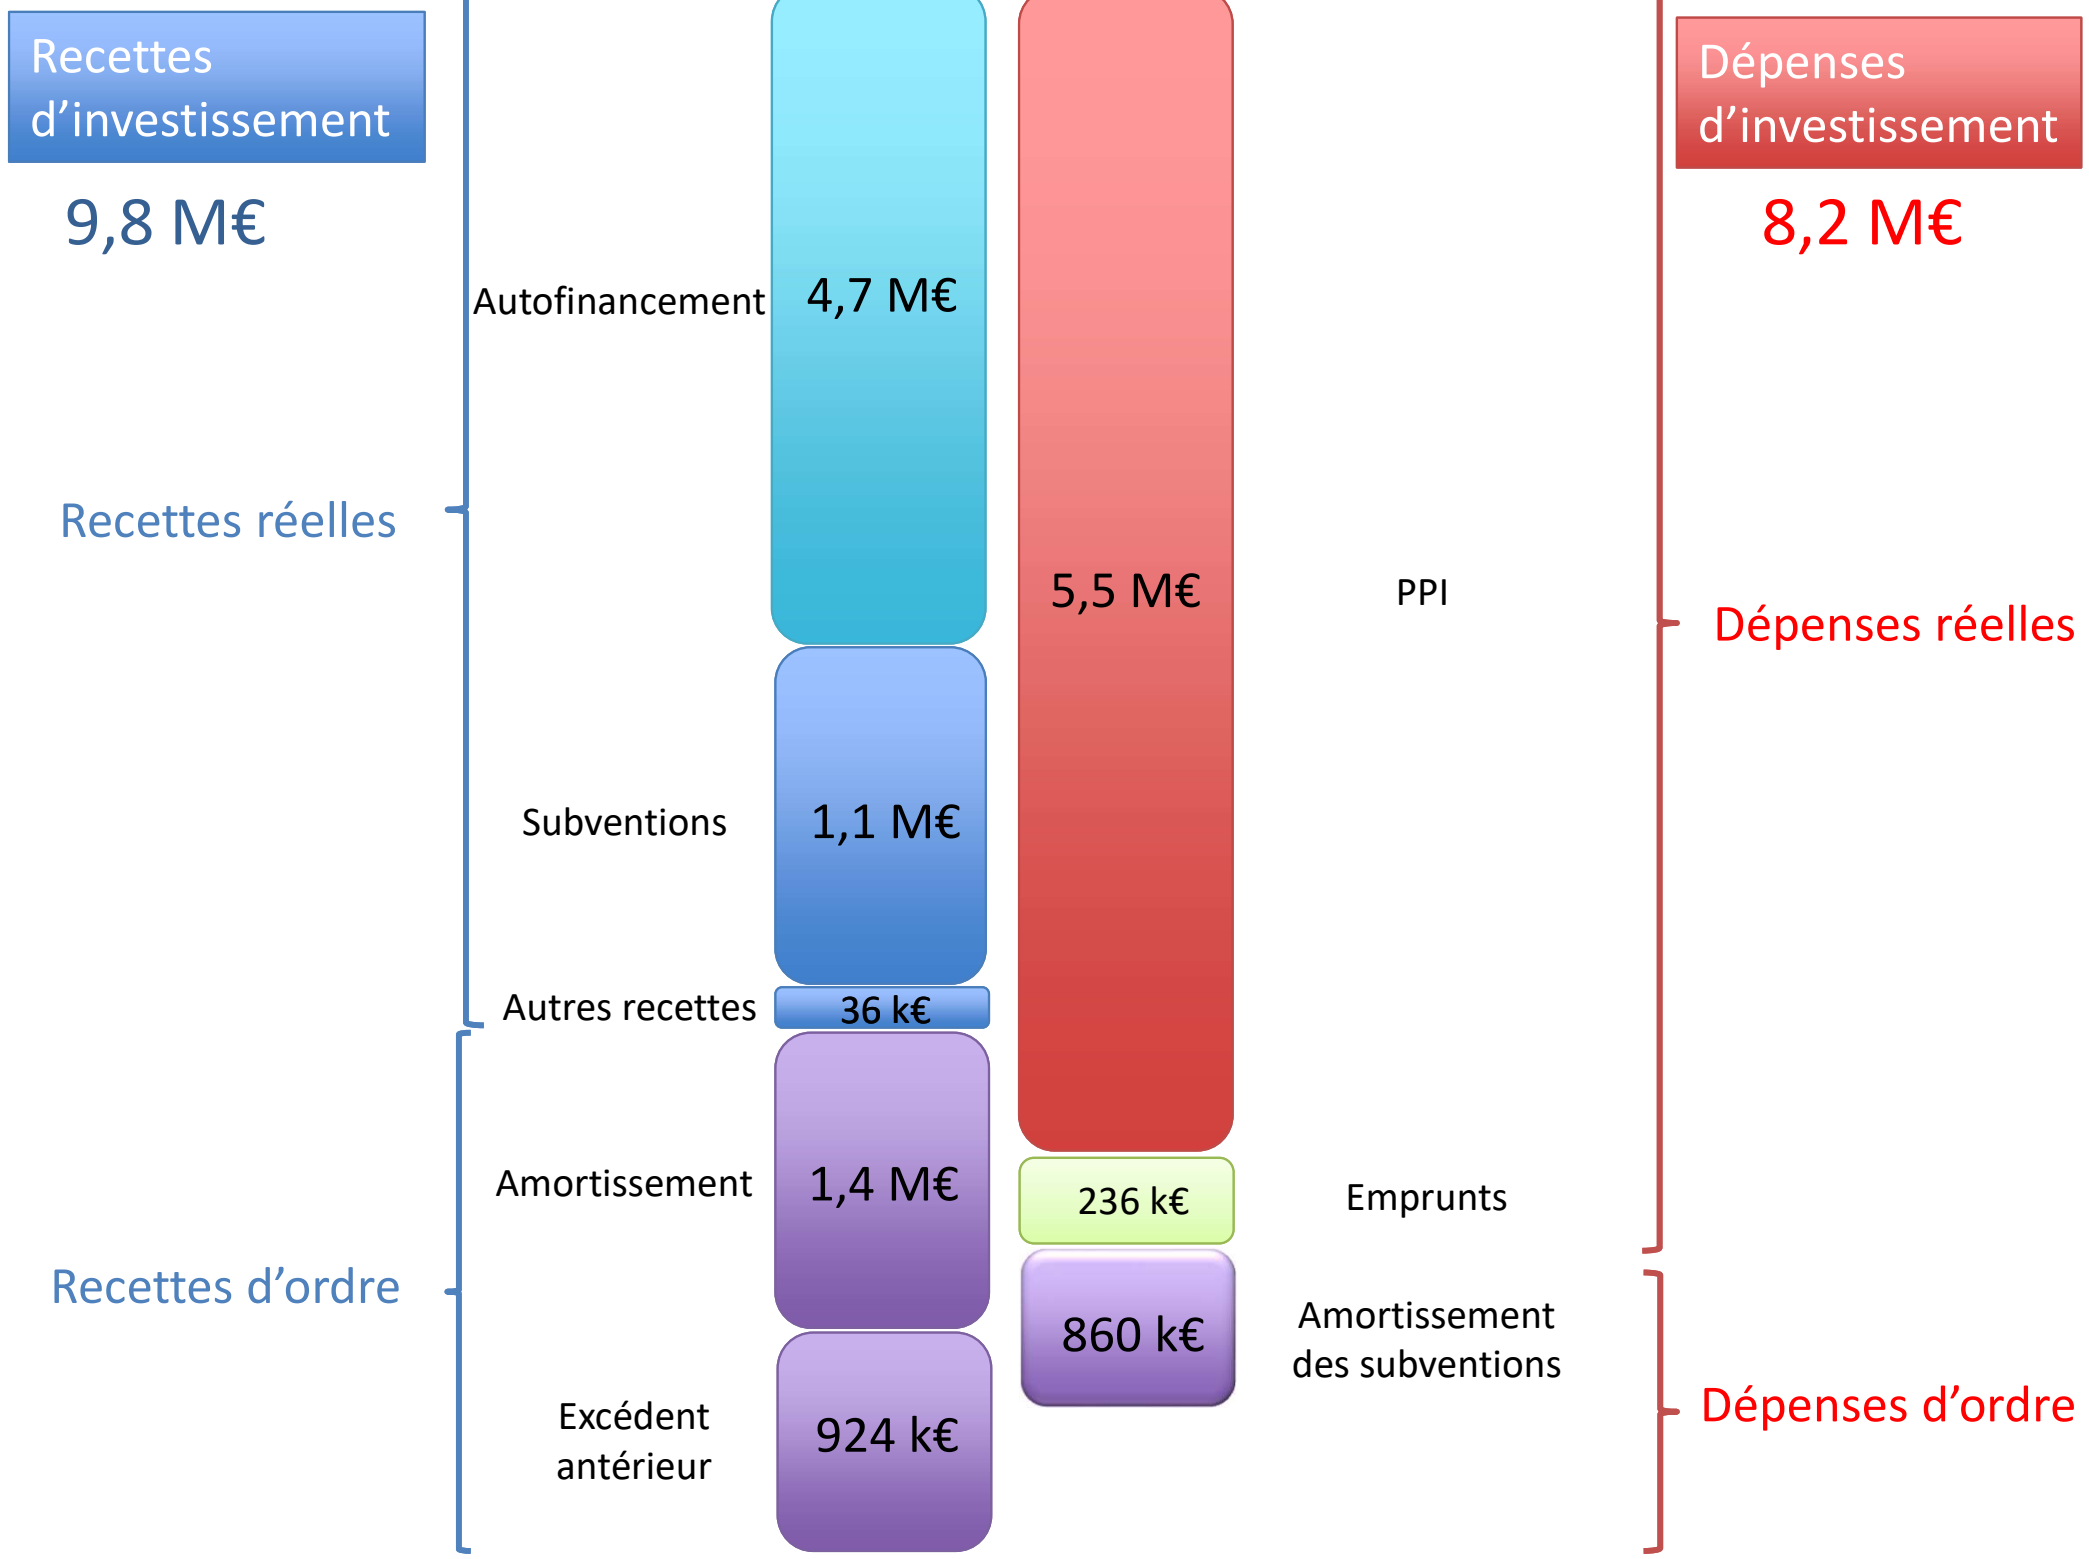 Recettes
d’investissement
9,8 M€
Dépenses
d’investissement
8,2 M€
Autofinancement
4,7 M€
Recettes réelles
5,5 M€
PPI
Dépenses réelles
Subventions
1,1 M€
Autres recettes
36 k€
Amortissement
1,4 M€
236 k€
Emprunts
Recettes d’ordre
860 k€
Amortissement
des subventions
Excédent
antérieur
924 k€
Dépenses d’ordre